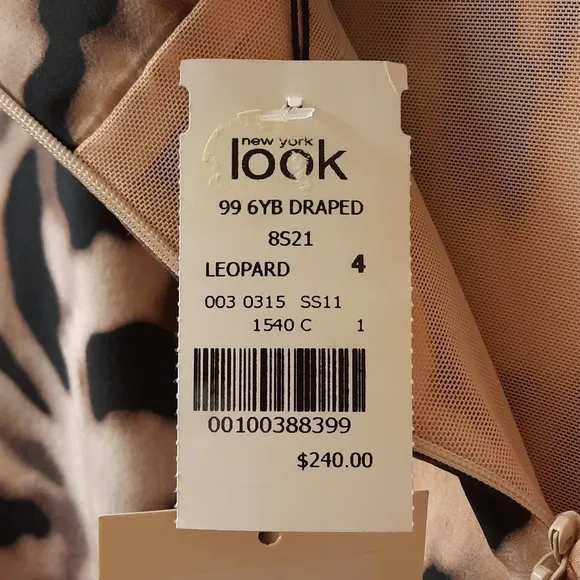 new york
look
99 6YB DRAPED
8S21
LEOPARD 4
003 0315 SS11
1540 C 1
00100388399
$240.00